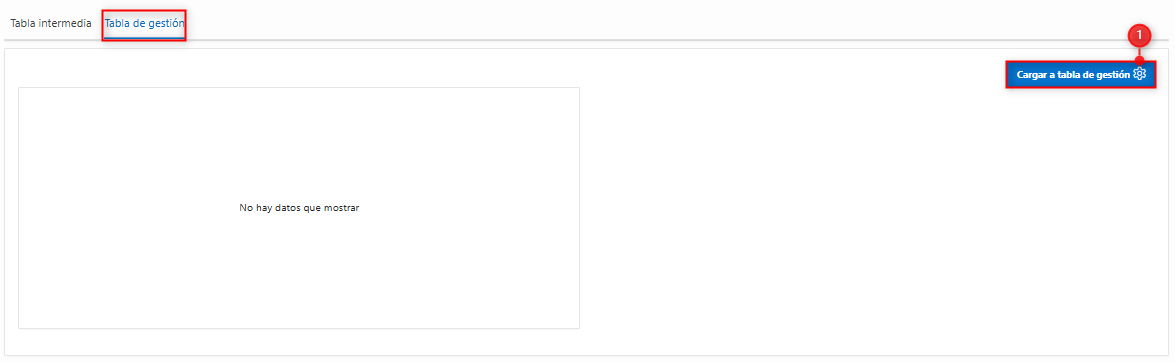 Tabla intermedia
Tabla de gestión
1
Cargar a tabla de gestión
No hay datos que mostrar